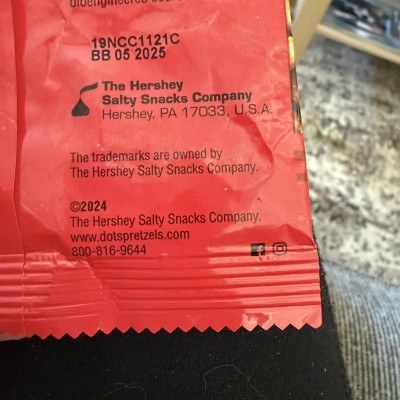 bioengineered
19NCC1121C
BB 05 2025
The Hershey
Salty Snacks Company
Hershey, PA 17033, U.S.A.
The trademarks are owned by
The Hershey Salty Snacks Company.
©2024
The Hershey Salty Snacks Company.
www.dotspretzels.com
800-816-9644